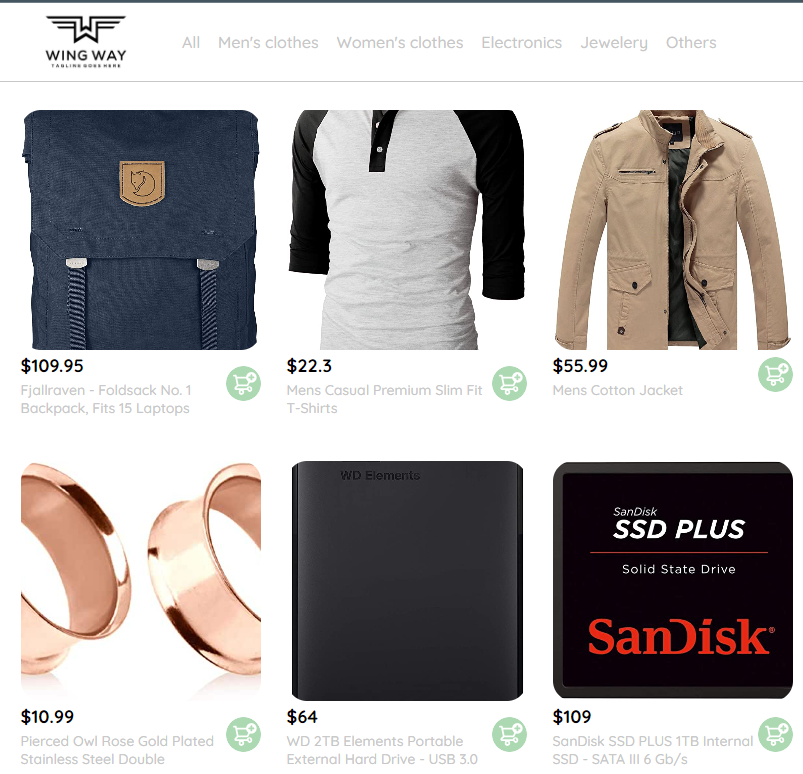 WING WAY
TAGLINE GOES HERE
All Men's clothes Women's clothes Electronics Jewelery Others
$109.95
Fjallraven - Foldsack No. 1
Backpack, Fits 15 Laptops
$22.3
Mens Casual Premium Slim Fit
T-Shirts
$55.99
Mens Cotton Jacket
WD Elements
SanDisk
SSD PLUS
Solid State Drive
SanDisk®
$10.99
Pierced Owl Rose Gold Plated
Stainless Steel Double
$64
WD 2TB Elements Portable
External Hard Drive - USB 3.0
$109
SanDisk SSD PLUS 1TB Internal
SSD - SATA III 6 Gb/s